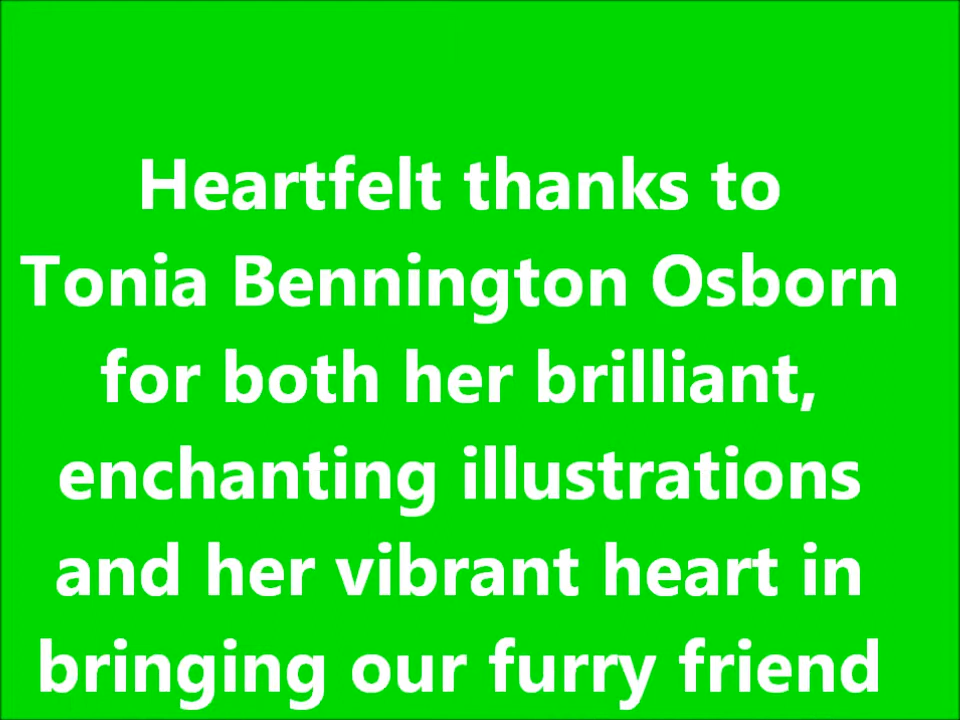 Heartfelt thanks to
Tonia Bennington Osborn
for both her brilliant,
enchanting illustrations
and her vibrant heart in
bringing our furry friend